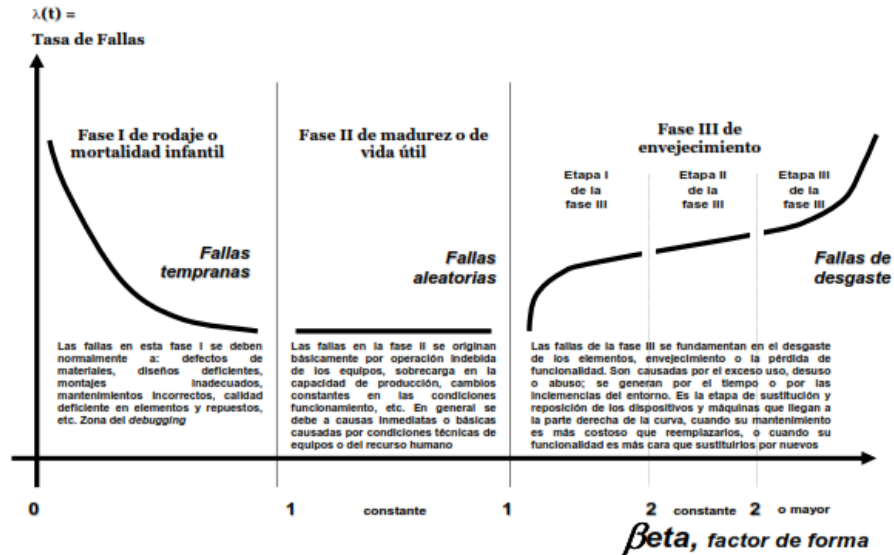 λ(t) =
Tasa de Fallas
Fase I de rodaje o
mortalidad infantil
Fallas
tempranas
Las fallas en esta fase I se deben
normalmente a: defectos de
materiales, diseños deficientes,
montajes inadecuados,
mantenimientos incorrectos, calidad
deficiente en elementos y repuestos,
etc. Zona del debugging
Fase II de madurez o de
vida útil
Fallas
aleatorias
Las fallas en la fase II se originan
básicamente por operación indebida
de los equipos, sobrecarga en la
capacidad de producción, cambios
constantes en las condiciones
funcionamiento, etc. En general se
debe a causas inmediatas o básicas
causadas por condiciones técnicas de
equipos o del recurso humano
Fase III de
envejecimiento
Etapa I
de la
fase III
Etapa II
de la
fase III
Etapa III
de la
fase III
Fallas de
desgaste
Las fallas de la fase III se fundamentan en el desgaste
de los elementos, envejecimiento o la pérdida de
funcionalidad. Son causadas por el exceso uso, desuso
o abuso; se generan por el tiempo o por las
inclemencias del entorno. Es la etapa de sustitución y
reposición de los dispositivos y máquinas que llegan a
la parte derecha de la curva, cuando su mantenimiento
es más costoso que reemplazarlos, o cuando su
funcionalidad es más cara que sustituirlos por nuevos
0 1 constante 1 2 constante 2 o mayor
βeta, factor de forma